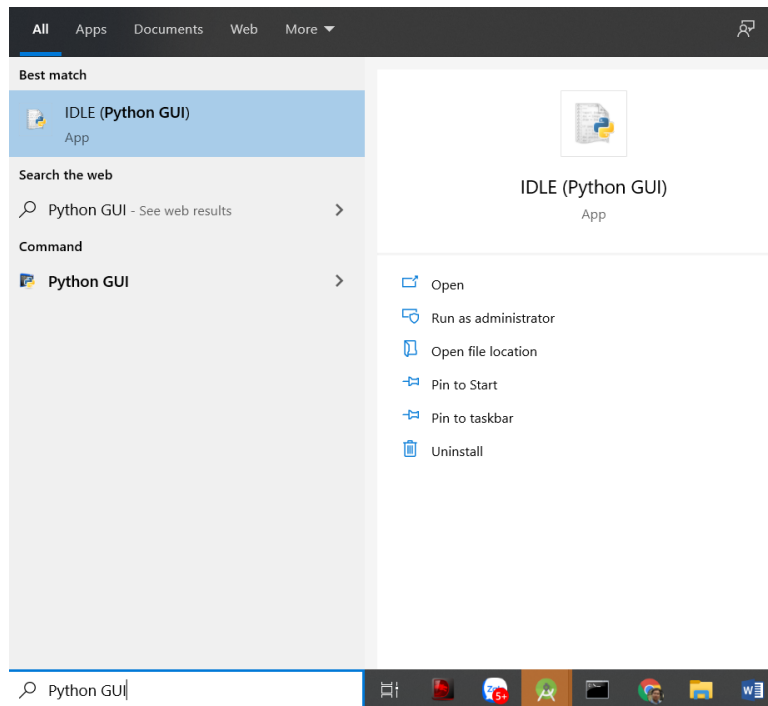 All Apps Documents Web More
Best match
IDLE (Python GUI)
App
Search the web
Python GUI - See web results
Command
Python GUI
IDLE (Python GUI)
App
Open
Run as administrator
Open file location
Pin to Start
Pin to taskbar
Uninstall
Python GUI
Zalo
5+
W